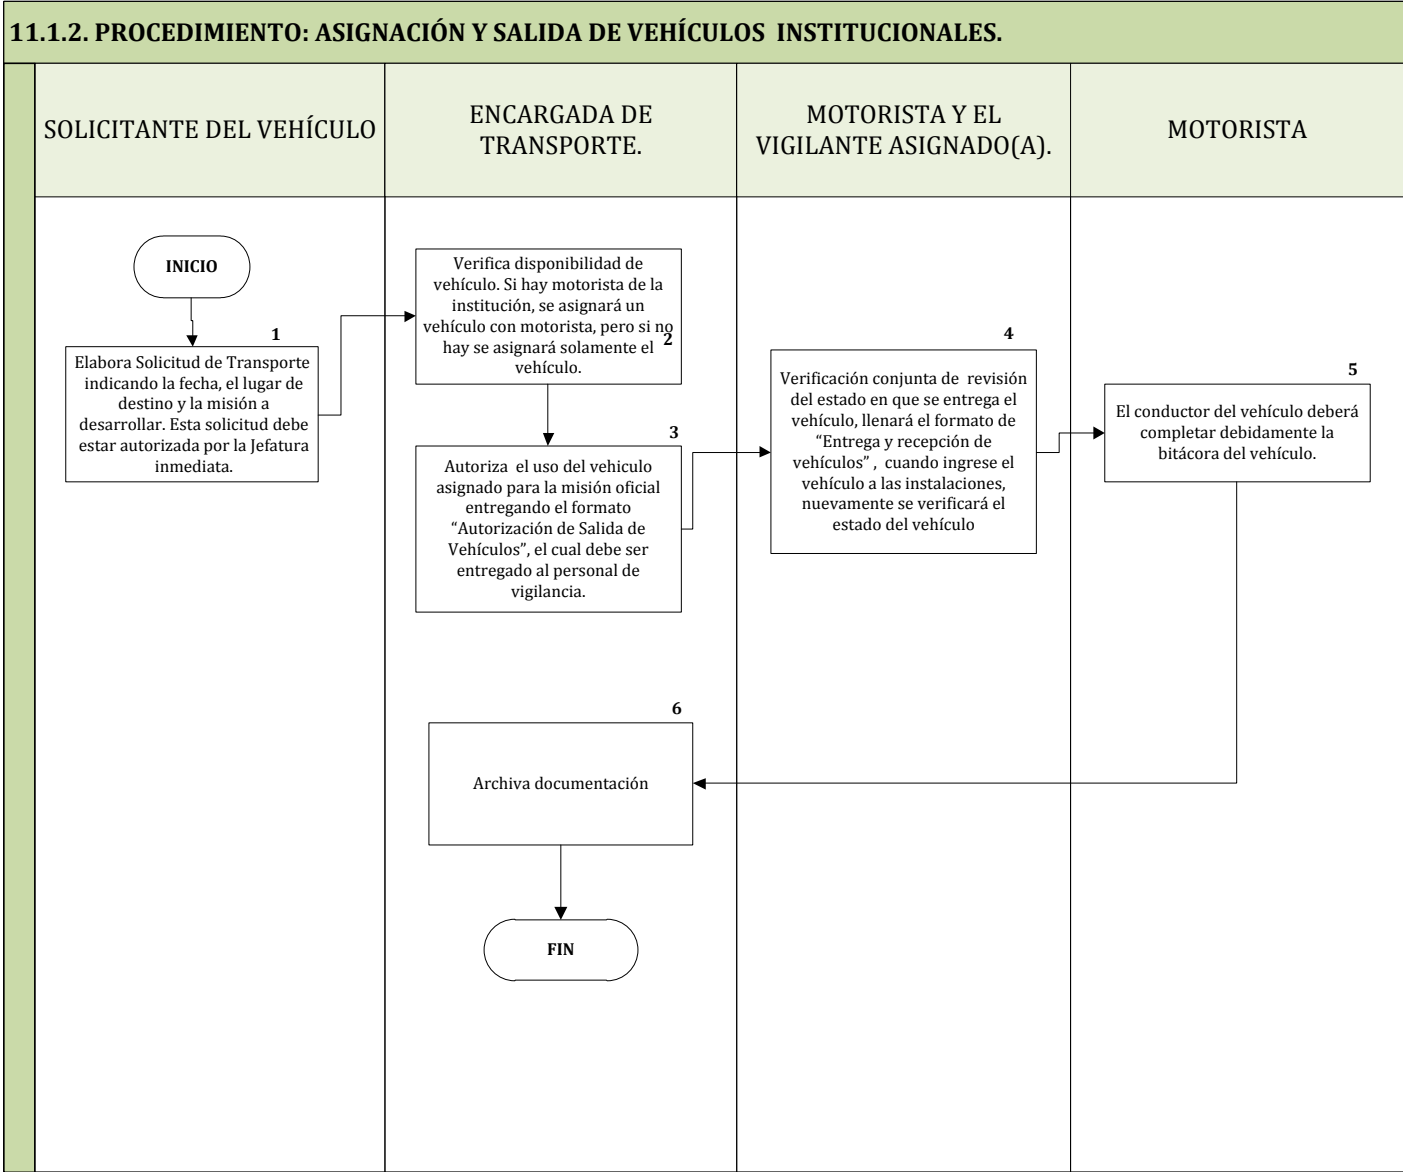 11.1.2. PROCEDIMIENTO: ASIGNACIÓN Y SALIDA DE VEHÍCULOS  INSTITUCIONALES.
SOLICITANTE DEL VEHÍCULO
ENCARGADA DE
TRANSPORTE.
MOTORISTA Y EL
VIGILANTE ASIGNADO(A).
MOTORISTA
INICIO
1
Elabora Solicitud de Transporte
indicando la fecha, el lugar de
destino y la misión a
desarrollar. Esta solicitud debe
estar autorizada por la Jefatura
inmediata.
Verifica disponibilidad de
vehículo. Si hay motorista de la
institución, se asignará un
vehículo con motorista, pero si no
hay se asignará solamente el
vehículo.
2
3
Autoriza  el uso del vehiculo
asignado para la misión oficial
entregando el formato
“Autorización de Salida de
Vehículos”, el cual debe ser
entregado al personal de
vigilancia.
4
Verificación conjunta de  revisión
del estado en que se entrega el
vehículo, llenará el formato de
“Entrega y recepción de
vehículos” ,  cuando ingrese el
vehículo a las instalaciones,
nuevamente se verificará el
estado del vehículo
5
El conductor del vehículo deberá
completar debidamente la
bitácora del vehículo.
6
Archiva documentación
FIN